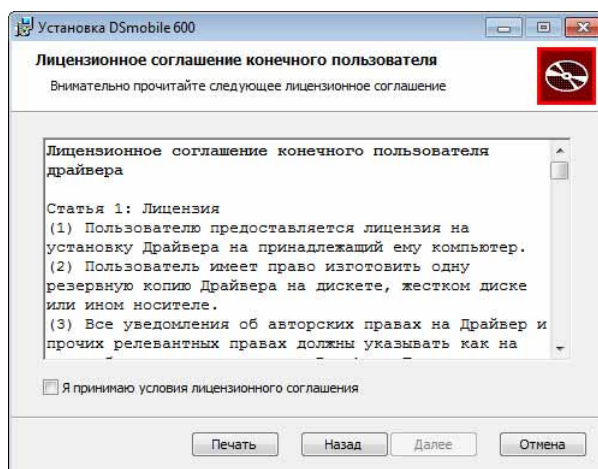 Установка DSmobile 600
Лицензионное соглашение конечного пользователя
Внимательно прочитайте следующее лицензионное соглашение
Лицензионное соглашение конечного пользователя
драйвера
Статья 1: Лицензия
(1) Пользователю предоставляется лицензия на
установку Драйвера на принадлежащий ему компьютер.
(2) Пользователь имеет право изготовить одну
резервную копию Драйвера на дискете, жестком диске
или ином носителе.
(3) Все уведомления об авторских правах на Драйвер и
прочих релевантных правах должны указывать как на
Я принимаю условия лицензионного соглашения
Печать Назад Далее Отмена